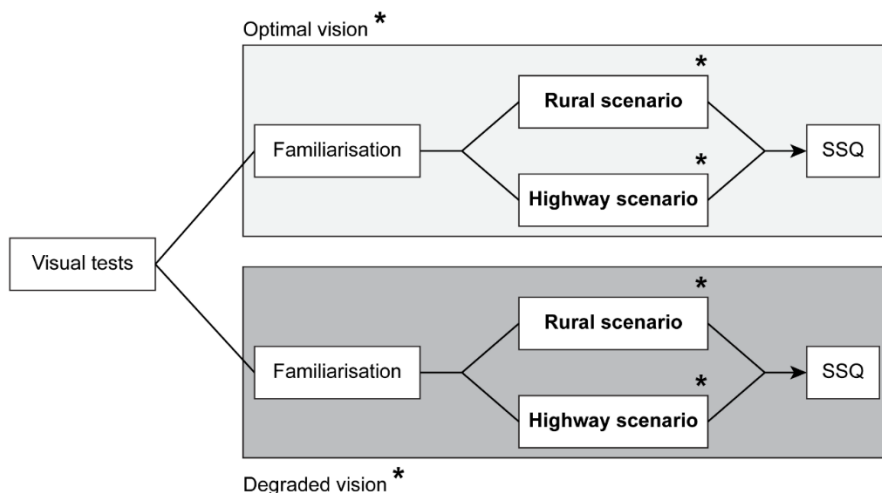 Optimal vision *
*
Rural scenario
Familiarisation
SSQ
*
Highway scenario
Visual tests
*
Rural scenario
Familiarisation
SSQ
*
Highway scenario
Degraded vision *